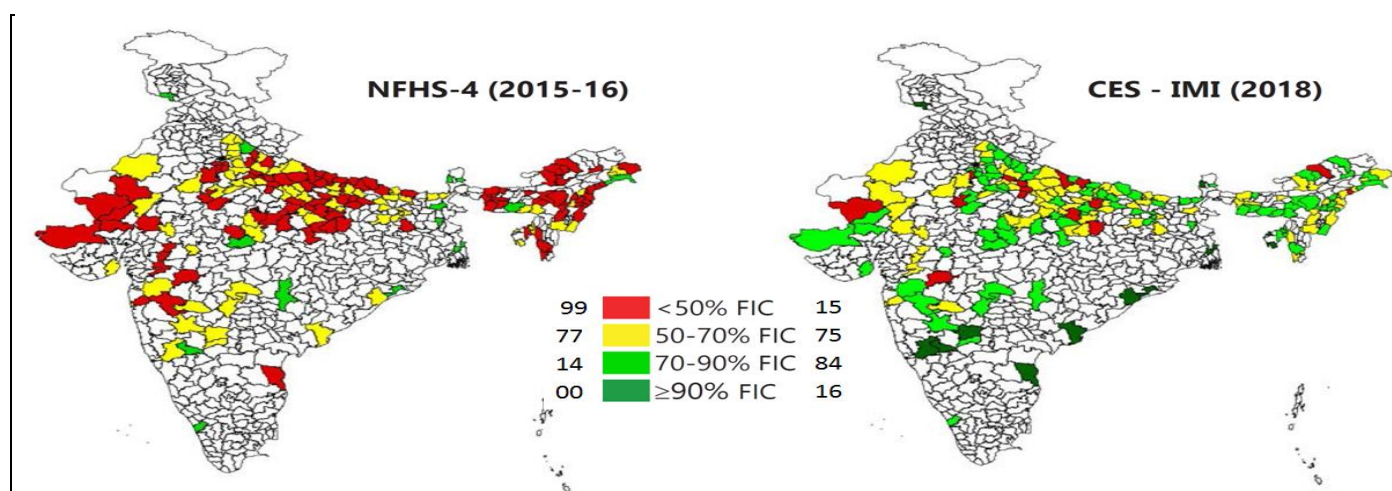 NFHS-4 (2015-16)
CES - IMI (2018)
99 <50% FIC 15
77 50-70% FIC 75
14 70-90% FIC 84
00 ≥90% FIC 16